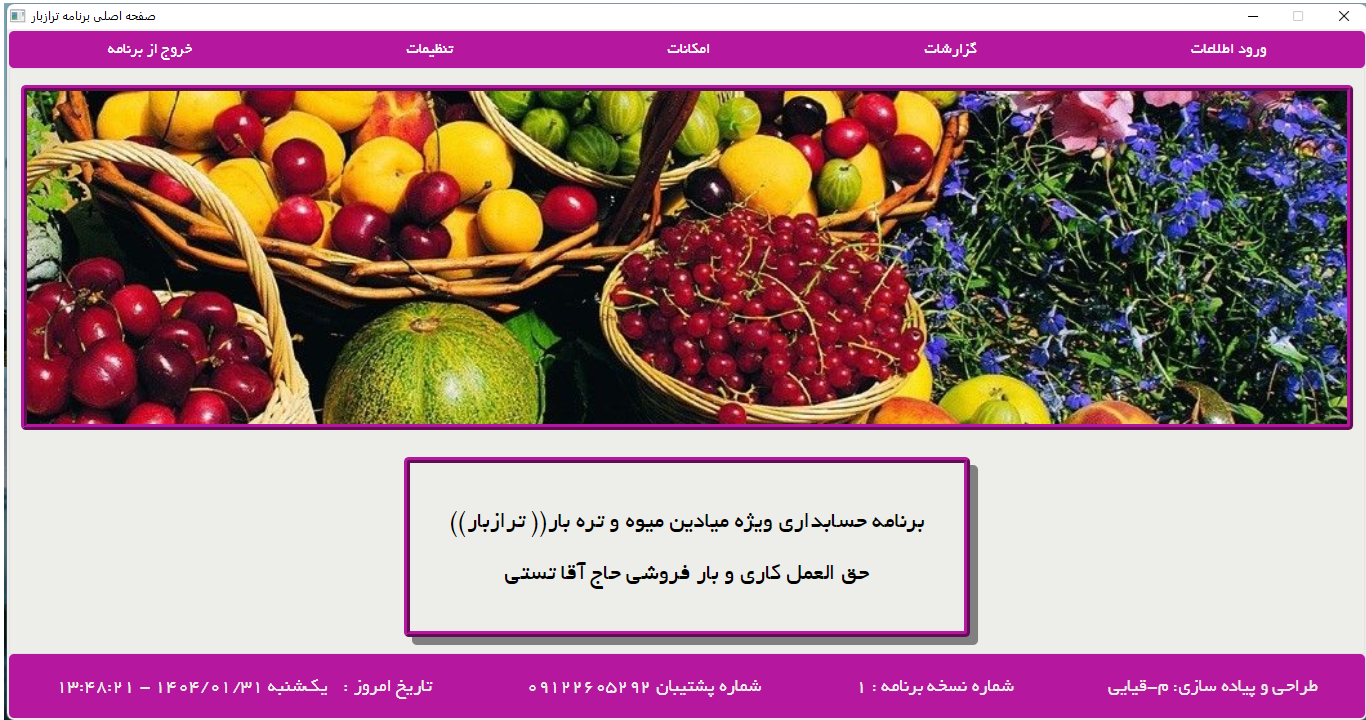 صفحه اصلی برنامه ترازبار
ورود اطلاعات
گزارشات
امکانات
تنظیمات
خروج از برنامه
برنامه حسابداری ویژه میادین میوه و تره بار(( ترازبار))
حق العمل کاری و بار فروشی حاج آقا تستی
طراحی و پیاده سازی: م-قیایی
شماره نسخه برنامه : ۱
شماره پشتیبان ۰۹۱۲۲۶۰۵۲۹۲
تاریخ امروز : یکشنبه ۱۴۰۴/۰۱/۳۱ - ۱۳:۴۸:۲۱